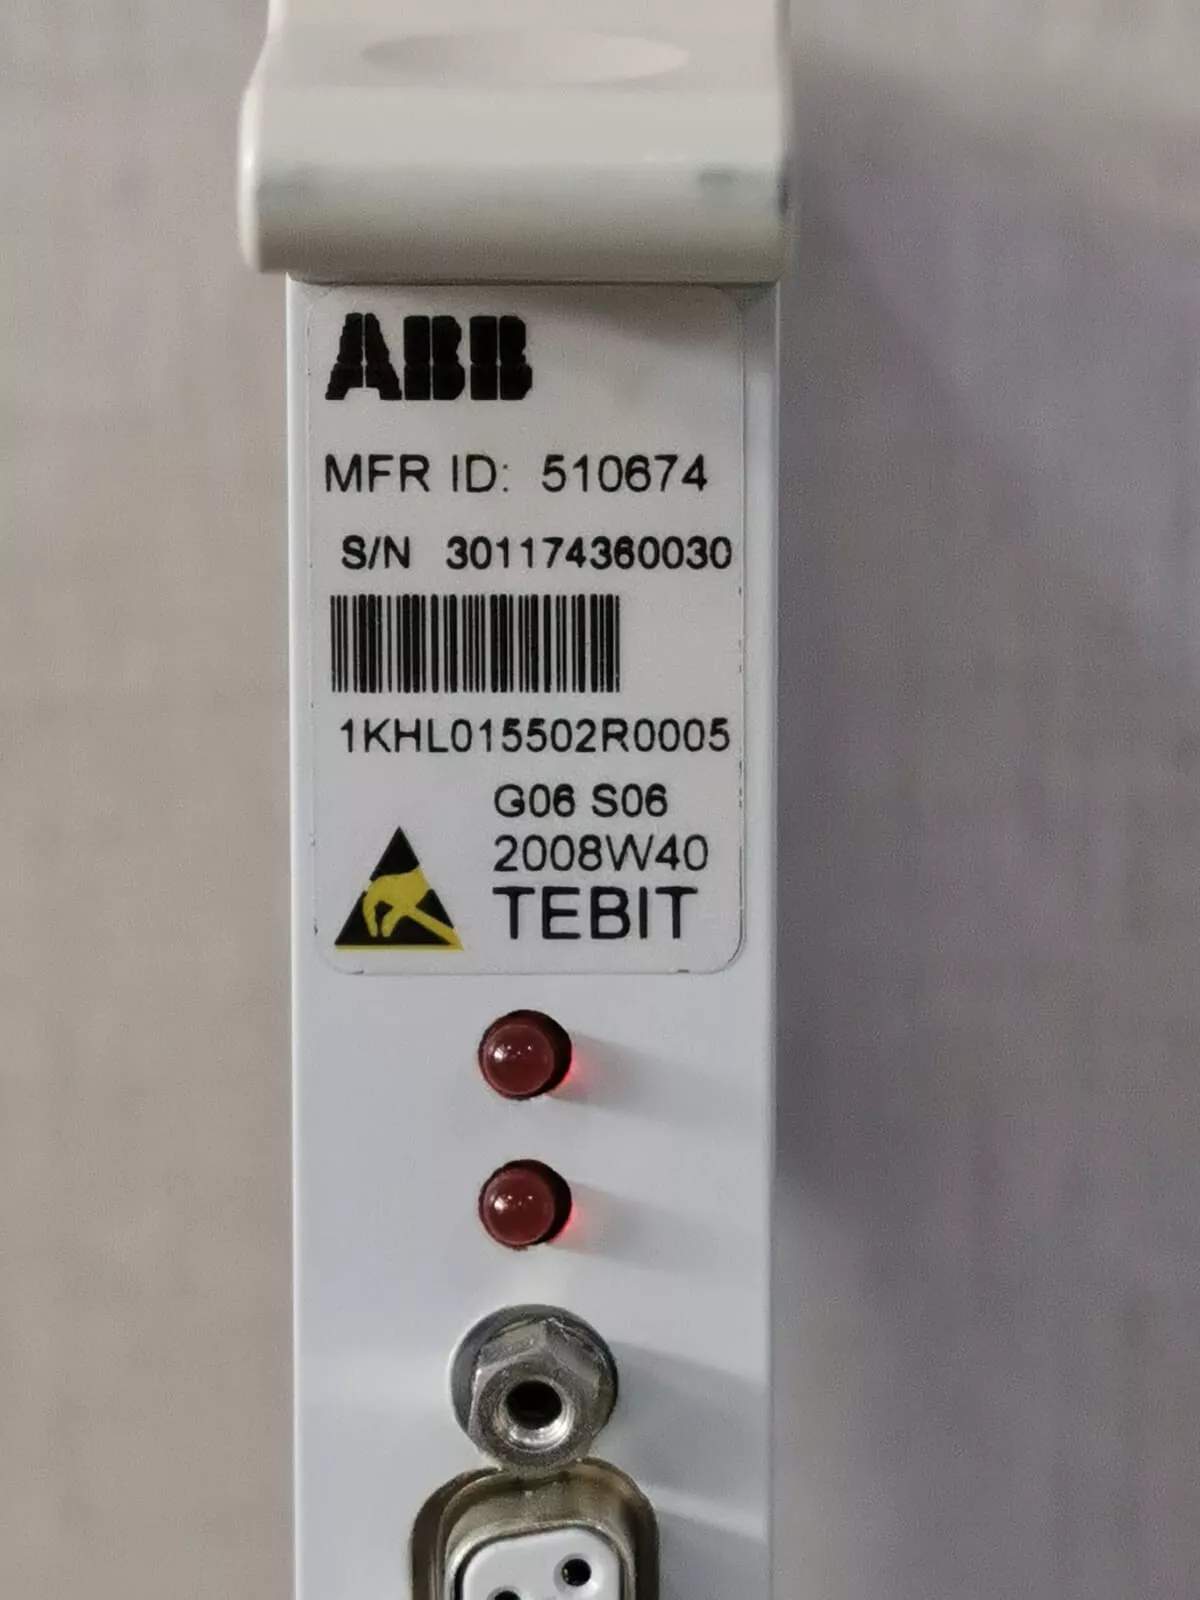 ABB
MFR ID: 510674
S/N 301174360030
1KHL015502R0005
G06 S06
2008W40
TEBIT